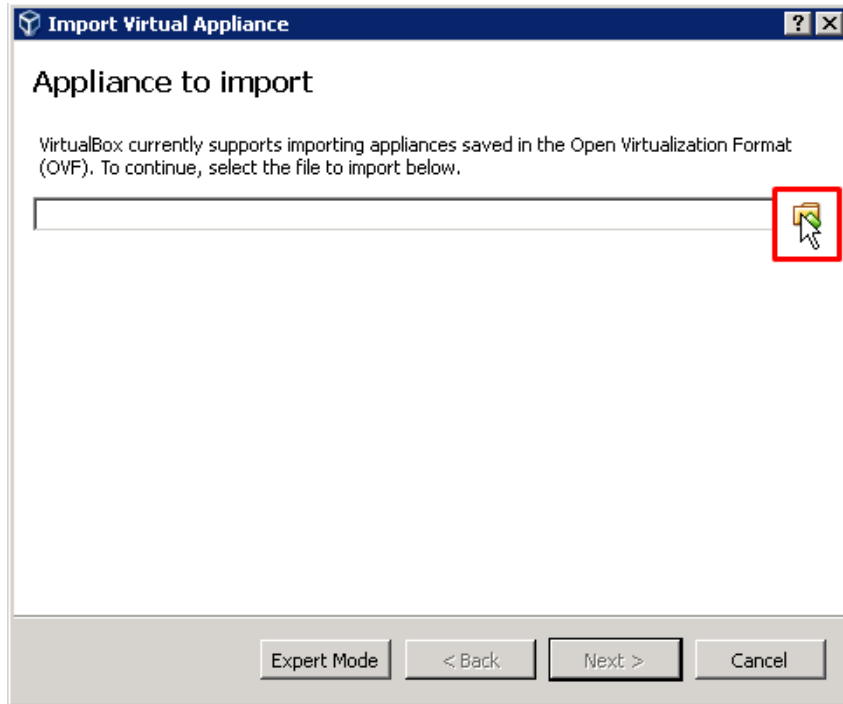 Import Virtual Appliance
Appliance to import
VirtualBox currently supports importing appliances saved in the Open Virtualization Format
(OVF). To continue, select the file to import below.
Expert Mode
< Back
Next >
Cancel